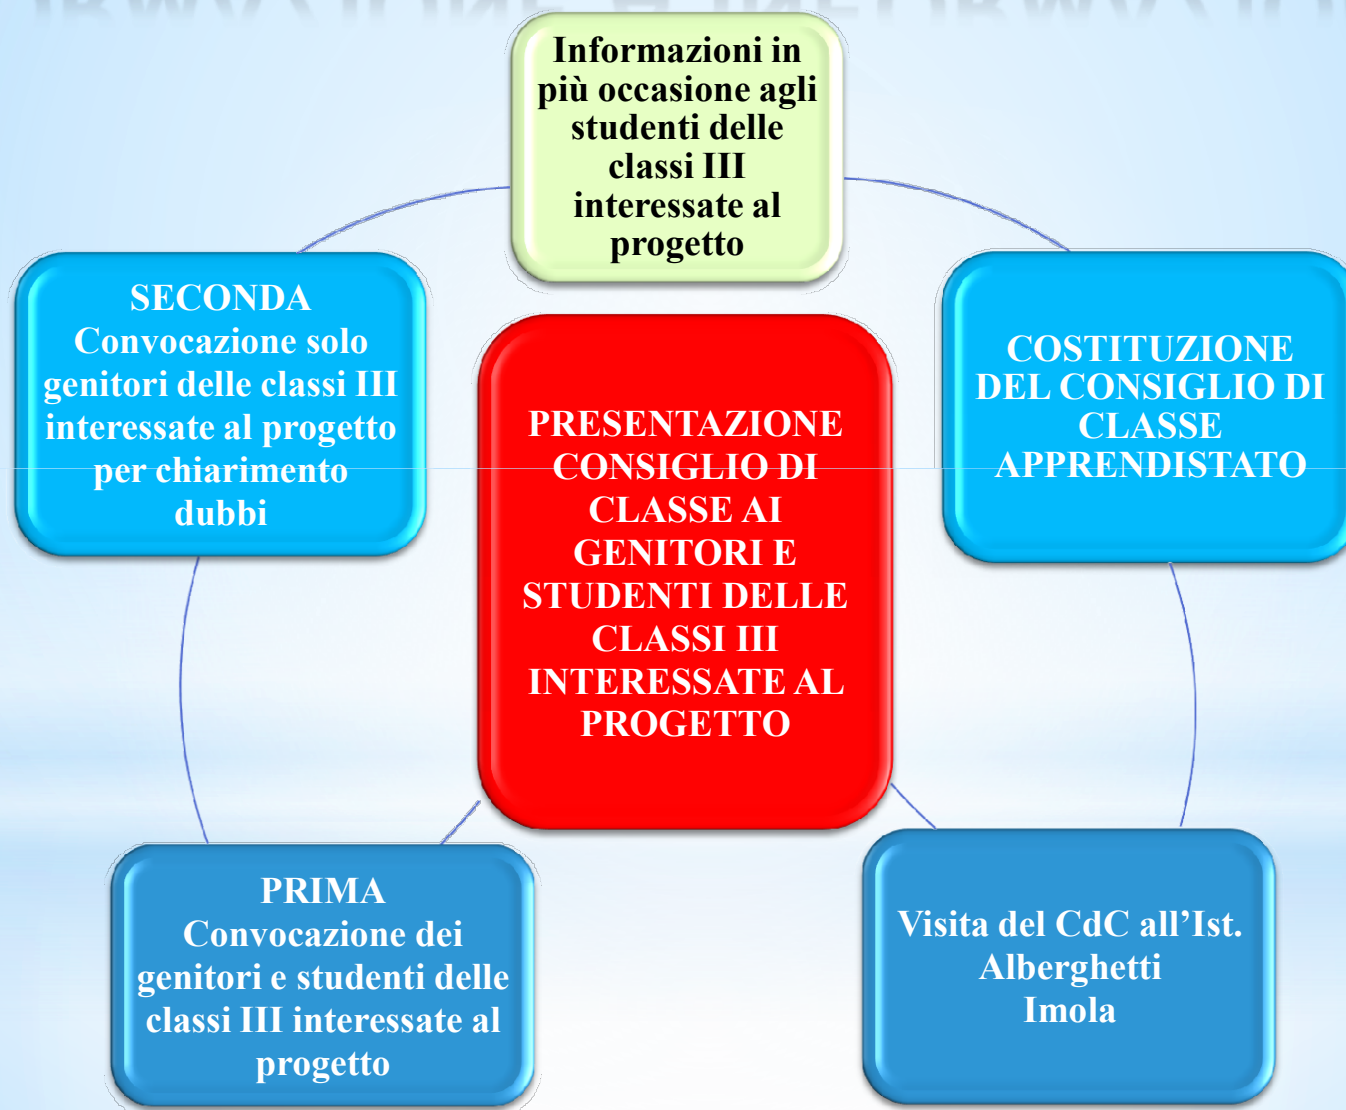 Informazioni in
più occasione agli
studenti delle
classi III
interessate al
progetto
SECONDA
Convocazione solo
genitori delle classi III
interessate al progetto
per chiarimento
dubbi
PRESENTAZIONE
CONSIGLIO DI
CLASSE AI
GENITORI E
STUDENTI DELLE
CLASSI III
INTERESSATE AL
PROGETTO
COSTITUZIONE
DEL CONSIGLIO DI
CLASSE
APPRENDISTATO
PRIMA
Convocazione dei
genitori e studenti delle
classi III interessate al
progetto
Visita del CdC all’Ist.
Alberghetti
Imola